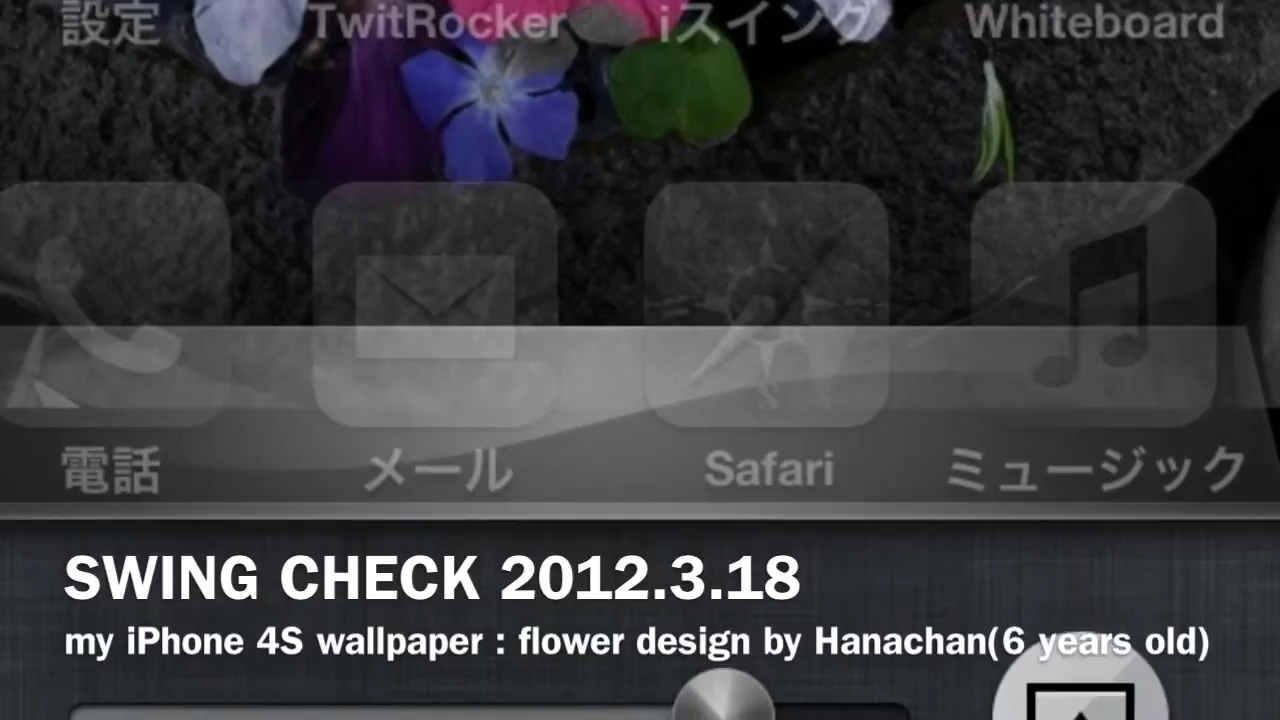 設定 TwitRocker iスイング Whiteboard
電話 メール Safari ミュージック
SWING CHECK 2012.3.18
my iPhone 4S wallpaper : flower design by Hanachan(6 years old)